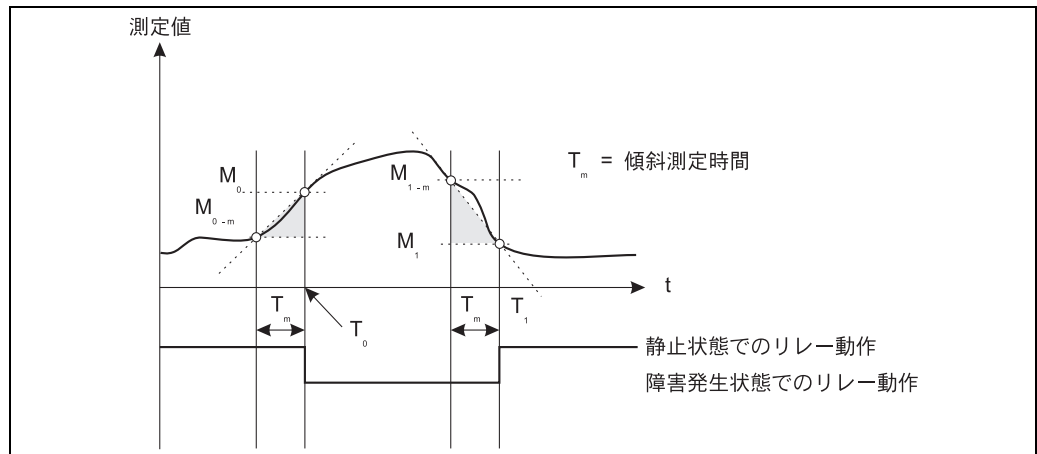 測定値
M0
M0-m
M1-m
M1
Tm = 傾斜測定時間
t
Tm
T0
Tm
T1
静止状態でのリレー動作
障害発生状態でのリレー動作